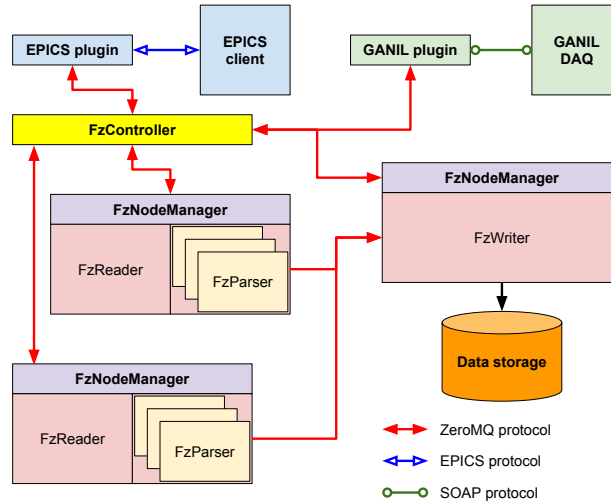 EPICS plugin
EPICS
client
GANIL plugin
GANIL
DAQ
FzController
FzNodeManager
FzReader
FzParser
FzNodeManager
FzWriter
Data storage
FzNodeManager
FzReader
FzParser
ZeroMQ protocol
EPICS protocol
SOAP protocol